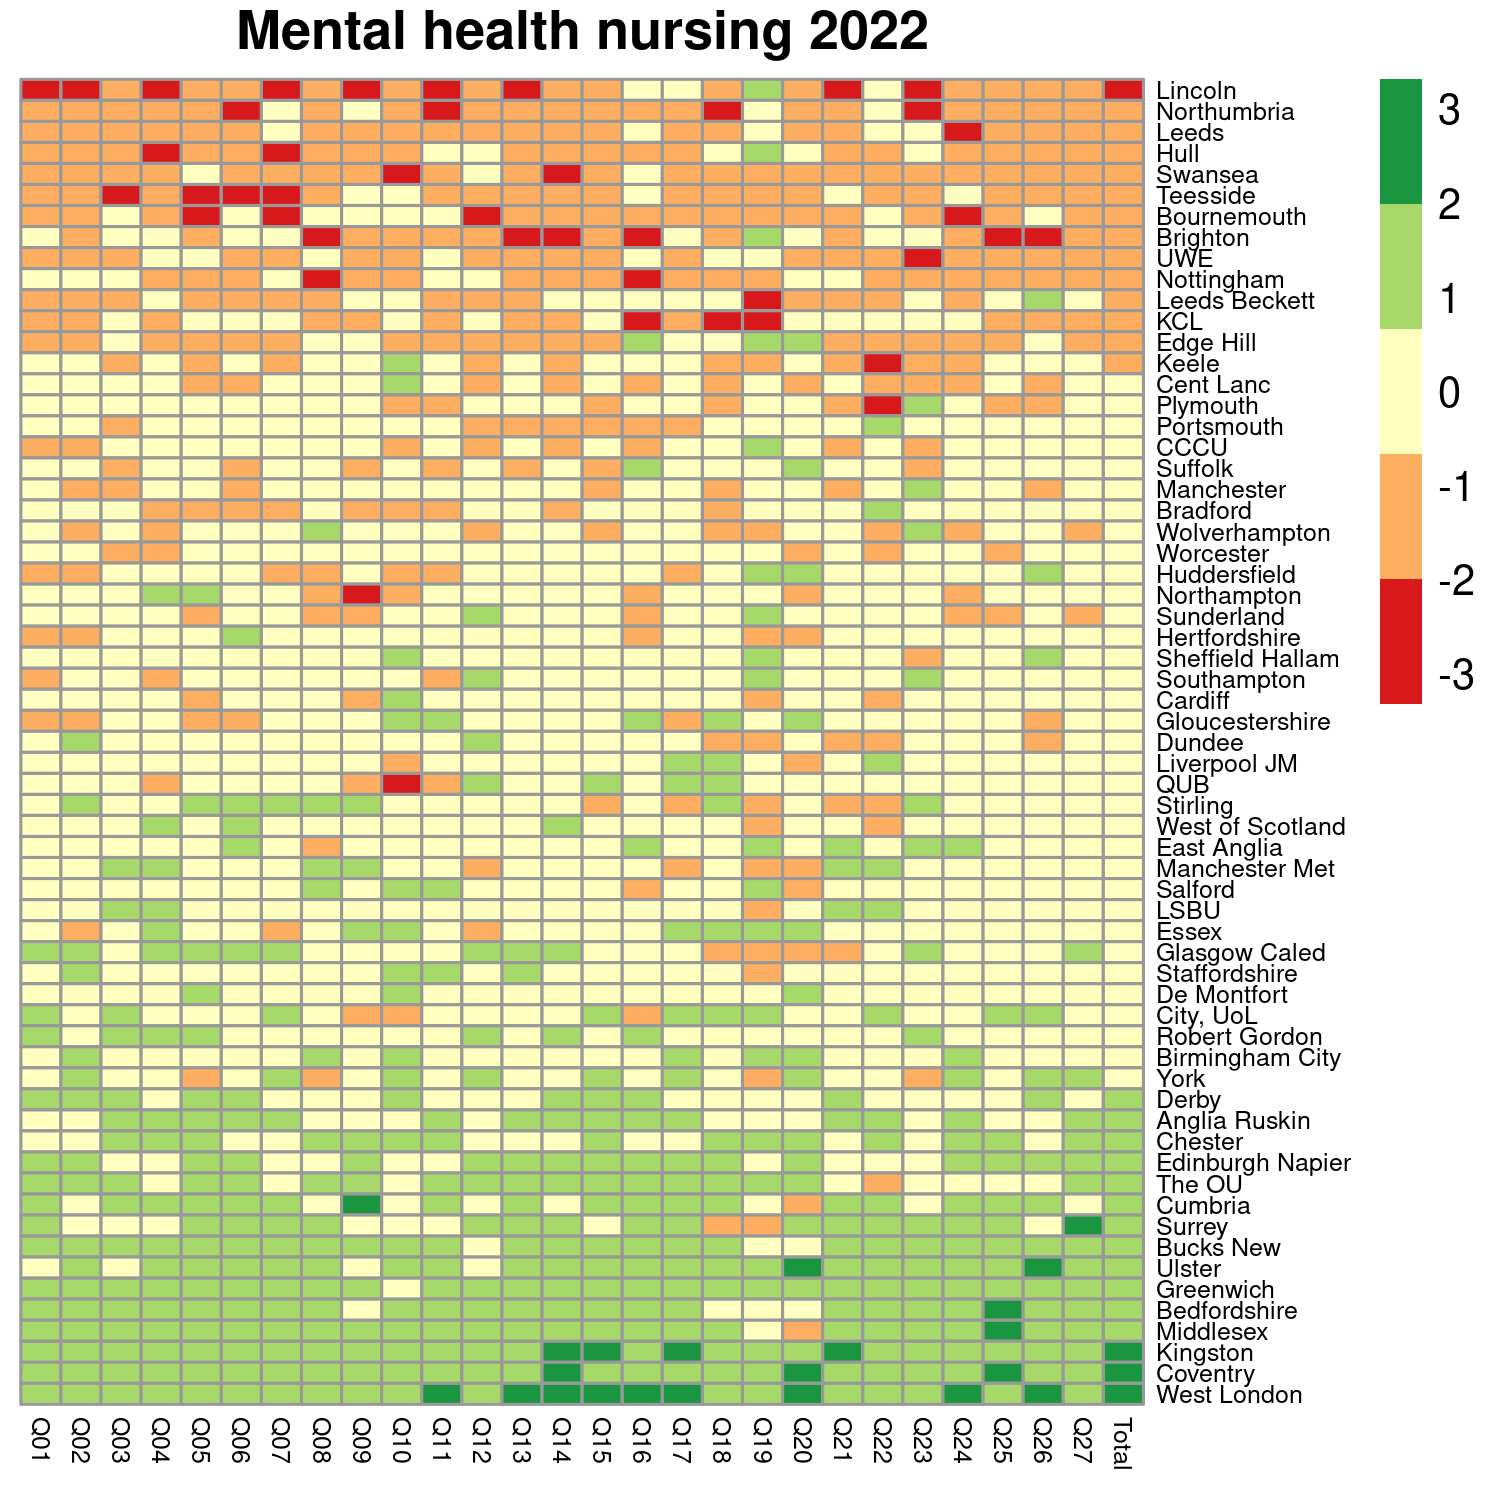 Mental health nursing 2022
Lincoln
Northumbria
Leeds
Hull
Swansea
Teesside
Bournemouth
Brighton
UWE
Nottingham
Leeds Beckett
KCL
Edge Hill
Keele
Cent Lanc
Plymouth
Portsmouth
CCCU
Suffolk
Manchester
Bradford
Wolverhampton
Worcester
Huddersfield
Northampton
Sunderland
Hertfordshire
Sheffield Hallam
Southampton
Cardiff
Gloucestershire
Dundee
Liverpool JM
QUB
Stirling
West of Scotland
East Anglia
Manchester Met
Salford
LSBU
Essex
Glasgow Caled
Staffordshire
De Montfort
City, UoL
Robert Gordon
Birmingham City
York
Derby
Anglia Ruskin
Chester
Edinburgh Napier
The OU
Cumbria
Surrey
Bucks New
Ulster
Greenwich
Bedfordshire
Middlesex
Kingston
Coventry
West London
3
2
1
0
-1
-2
-3
Q01
Q02
Q03
Q04
Q05
Q06
Q07
Q08
Q09
Q10
Q11
Q12
Q13
Q14
Q15
Q16
Q17
Q18
Q19
Q20
Q21
Q22
Q23
Q24
Q25
Q26
Q27
Total